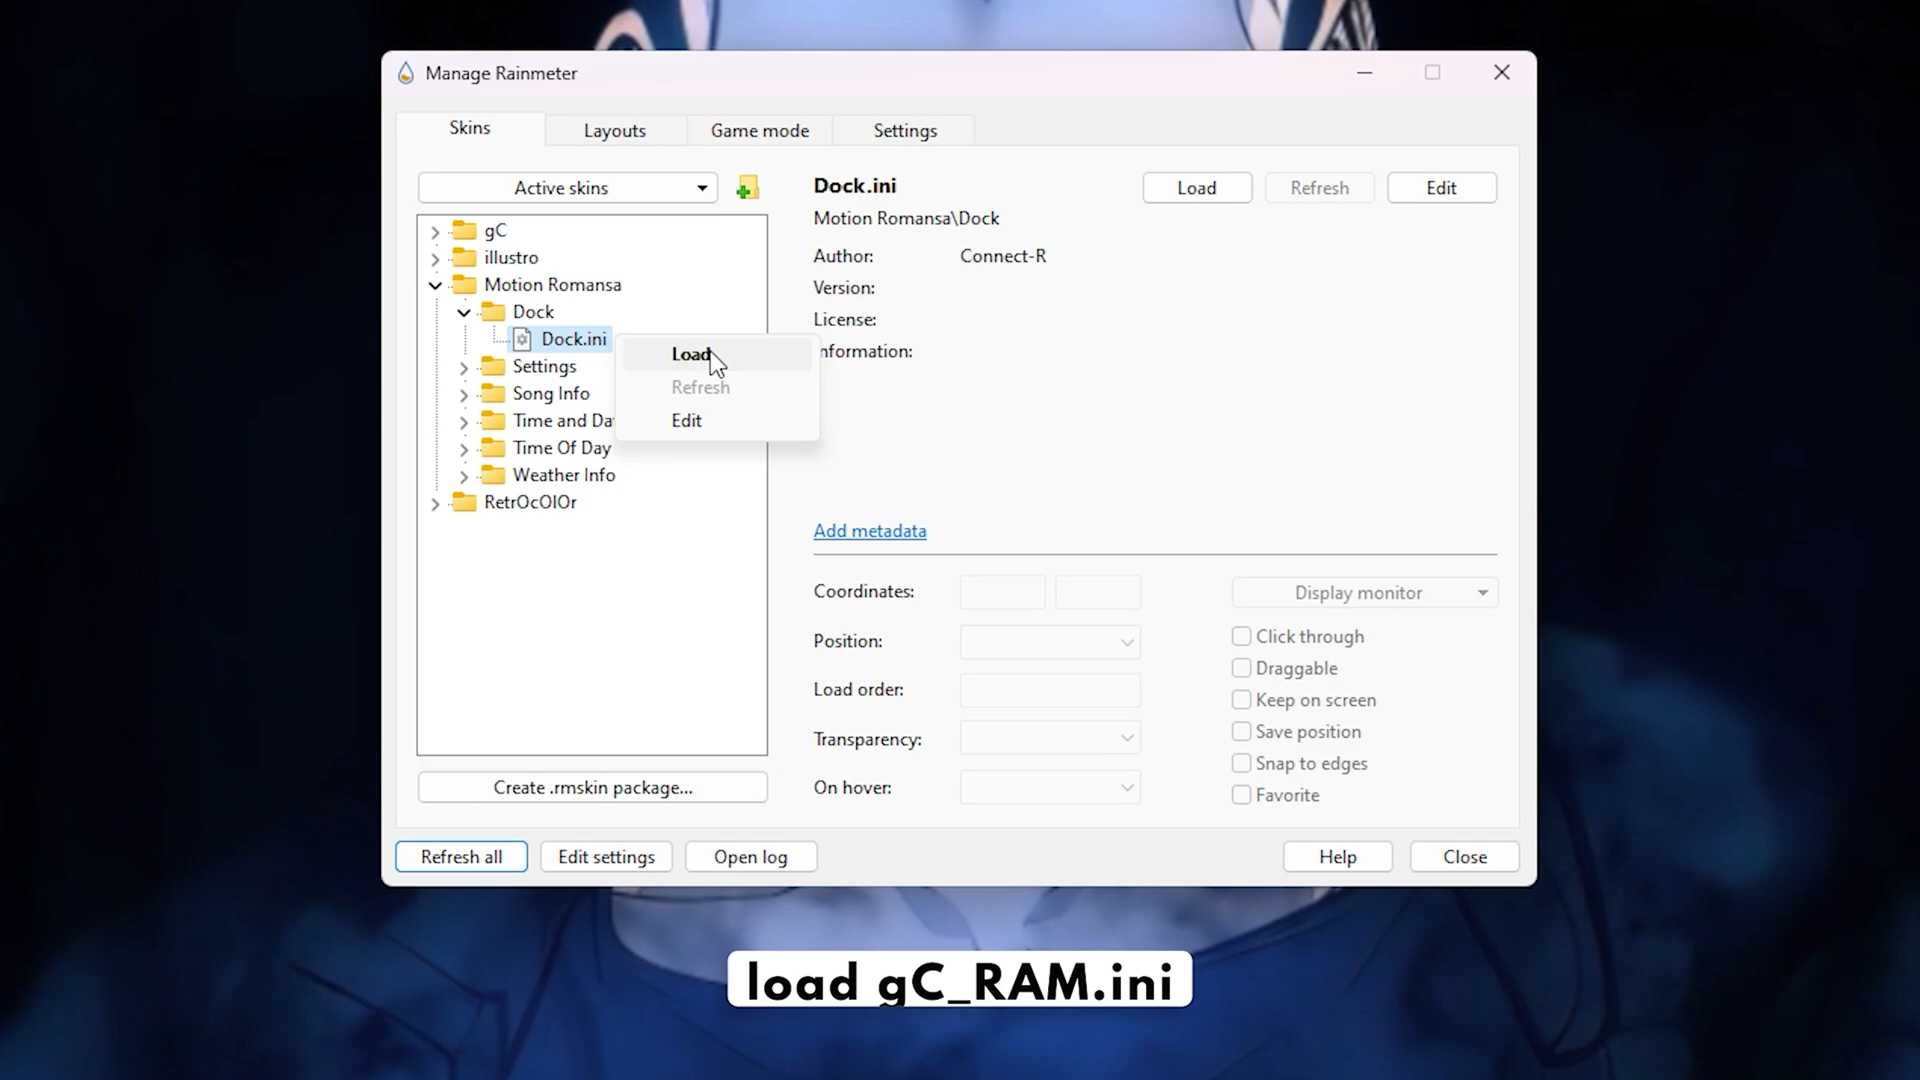 Manage Rainmeter
Skins
Layouts
Game mode
Settings
Active skins
gC
illustro
Motion Romansa
Dock
Dock.ini
Settings
Song Info
Time and Da
Time Of Day
Weather Info
RetrOcOlOr
Load
Refresh
Edit
Create .rmskin package...
Dock.ini
Load
Refresh
Edit
Motion Romansa\Dock
Author: Connect-R
Version:
License:
nformation:
Add metadata
Coordinates:
Position:
Load order:
Transparency:
On hover:
Display monitor
Click through
Draggable
Keep on screen
Save position
Snap to edges
Favorite
Refresh all
Edit settings
Open log
Help
Close
load gC_RAM.ini